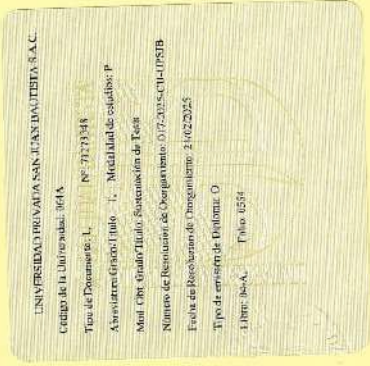 UNIVERSIDAD PRIVADA SAN JUAN BAUTISTA S.A.C.
Código de la Universidad: 064A
Tipo de Documento: 1, Nº: 71273348
Abreviatura Grado/Título : T, Modalidad de estudios: P
Mod. Obt. Grado/Título: Sustentación de Tesis
Número de Resolución de Otorgamiento: 017-2025-CU-UPSJB
Fecha de Resolución de Otorgamiento: 21/02/2025
Tipo de emisión de Diploma: O
Libro: 04-A, Folio: 0554